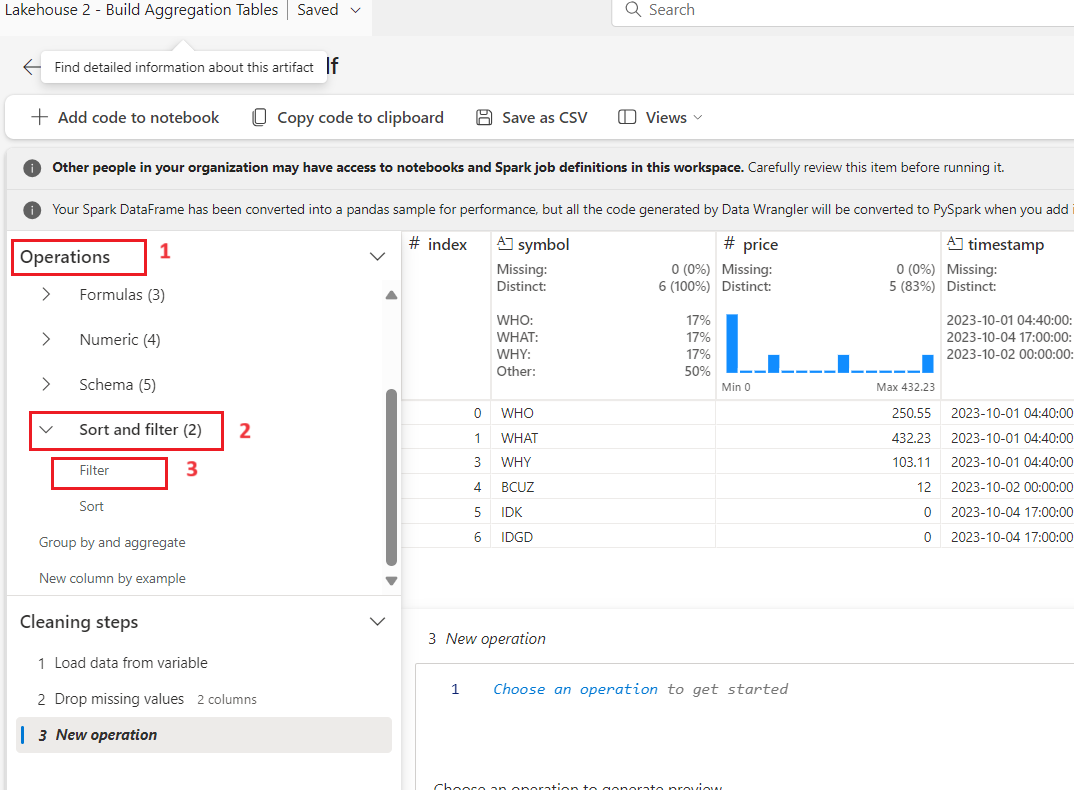 Lakehouse 2 - Build Aggregation Tables | Saved
Search
Find detailed information about this artifact
lf
Add code to notebook
Copy code to clipboard
Save as CSV
Views
Other people in your organization may have access to notebooks and Spark job definitions in this workspace. Carefully review this item before running it.
Your Spark DataFrame has been converted into a pandas sample for performance, but all the code generated by Data Wrangler will be converted to PySpark when you add i
Operations 1
Formulas (3)
Numeric (4)
Schema (5)
Sort and filter (2) 2
Filter 3
Sort
Group by and aggregate
New column by example
Cleaning steps
1 Load data from variable
2 Drop missing values 2 columns
3 New operation
# index A symbol # price A timestamp
Missing: 0 (0%) Missing: 0 (0%) Missing:
Distinct: 6 (100%) Distinct: 5 (83%) Distinct:
WHO: 17% 2023-10-01 04:40:00:
WHAT: 17% 2023-10-04 17:00:00:
WHY: 17% 2023-10-02 00:00:00:
Other: 50%
Min 0 Max 432.23
0 WHO 250.55 2023-10-01 04:40:00
1 WHAT 432.23 2023-10-01 04:40:00
3 WHY 103.11 2023-10-01 04:40:00
4 BCUZ 12 2023-10-02 00:00:00
5 IDK 0 2023-10-04 17:00:00
6 IDGD 0 2023-10-04 17:00:00
3 New operation
1 Choose an operation to get started
Choose an operation to generate preview